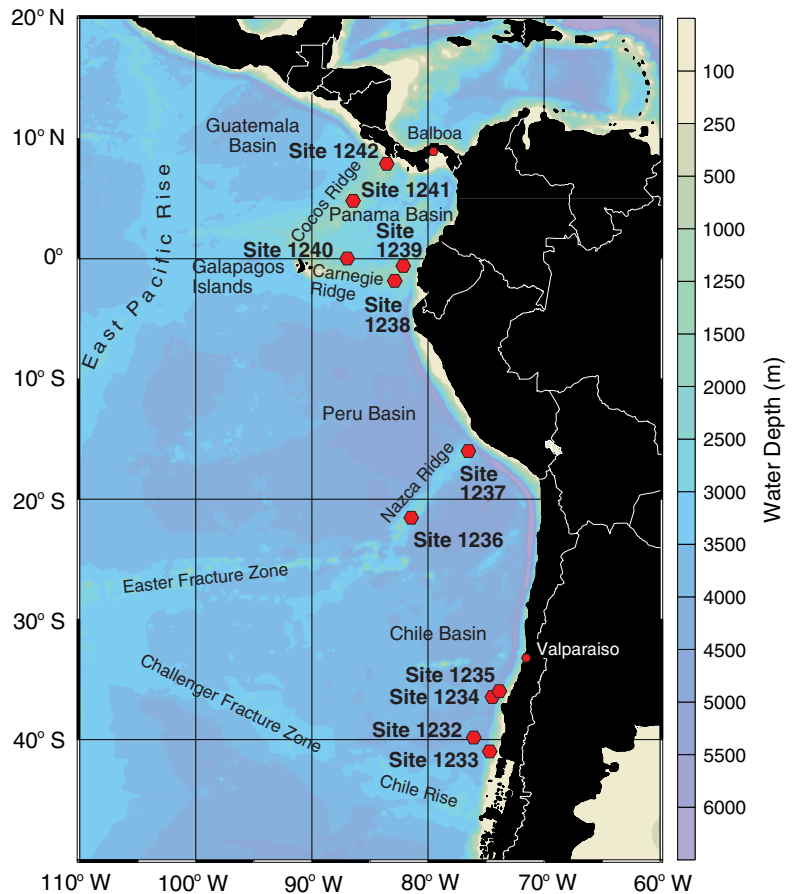 20° N
10° N
0°
10° S
20° S
30° S
40° S
110° W
100° W
90° W
80° W
70° W
60° W
Guatemala
Basin
Balboa
Site 1242
Site 1241
Cocos Ridge
Panama Basin
Site
1239
Site 1240
Galapagos
Islands
Carnegie
Ridge
Site
1238
East Pacific Rise
Peru Basin
Nazca Ridge
Site
1237
Site 1236
Easter Fracture Zone
Chile Basin
Valparaiso
Site 1235
Site 1234
Challenger Fracture Zone
Site 1232
Site 1233
Chile Rise
100
250
500
1000
1250
1500
2000
2500
3000
3500
4000
4500
5000
5500
6000
Water Depth (m)